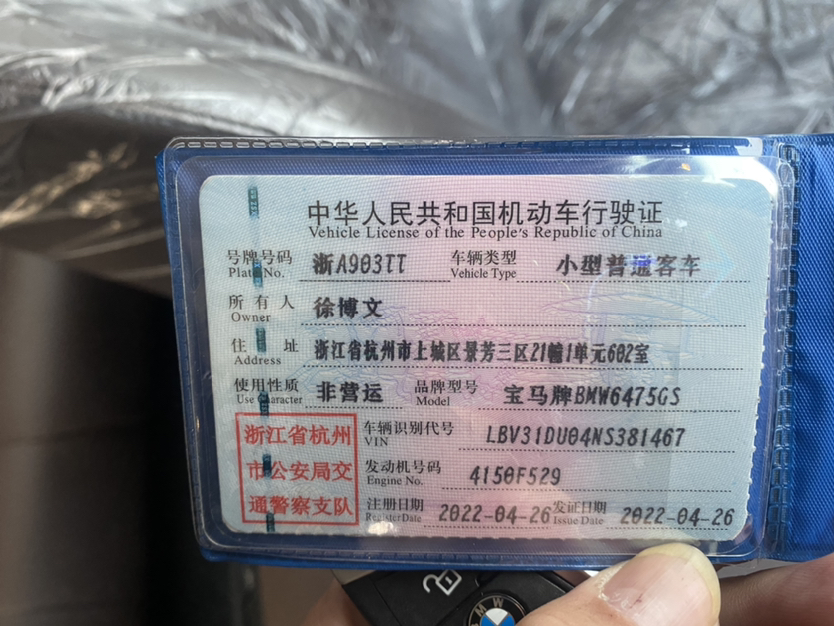 中华人民共和国机动车行驶证
Vehicle License of the People's Republic of China
号牌号码 浙A903TT 车辆类型 小型普通客车
Plate No. Vehicle Type
所有人 徐博文
Owner
住址 浙江省杭州市上城区景芳三区21幢1单元602室
Address
使用性质 非营运 品牌型号 宝马牌BMW6475GS
Use Character Model
浙江省杭州
市公安局交
通警察支队
车辆识别代号 LBV31DU04NS381467
VIN
发动机号码 4150F529
Engine No.
注册日期 2022-04-26 发证日期 2022-04-26
Register Date Issue Date
BMW